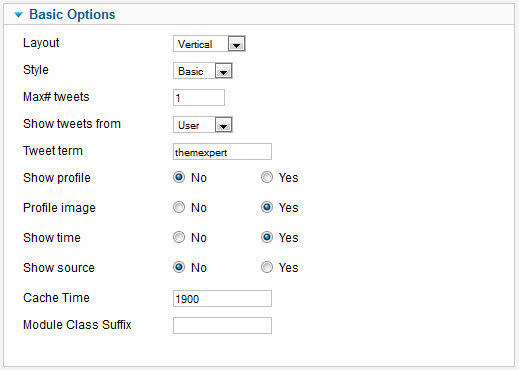 Basic Options
Layout Vertical
Style Basic
Max# tweets 1
Show tweets from User
Tweet term themexpert
Show profile No Yes
Profile image No Yes
Show time No Yes
Show source No Yes
Cache Time 1900
Module Class Suffix